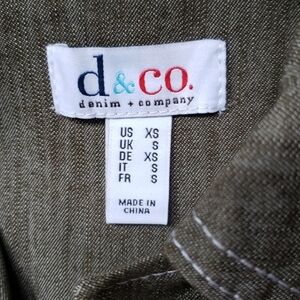 d&co.
denim + company
US XS
UK S
DE XS
IT S
FR S
MADE IN
CHINA